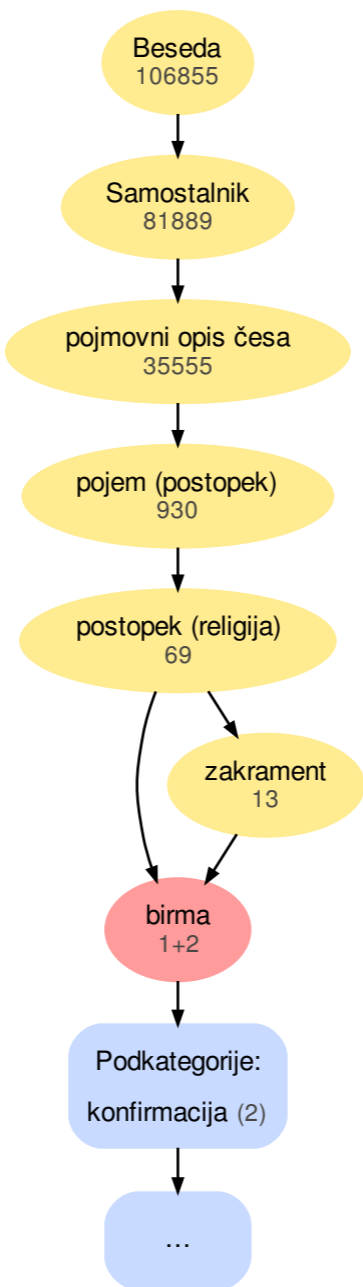 Beseda
106855
Samostalnik
81889
pojmovni opis česa
35555
pojem (postopek)
930
postopek (religija)
69
zakrament
13
birma
1+2
Podkategorije:
konfirmacija (2)
...